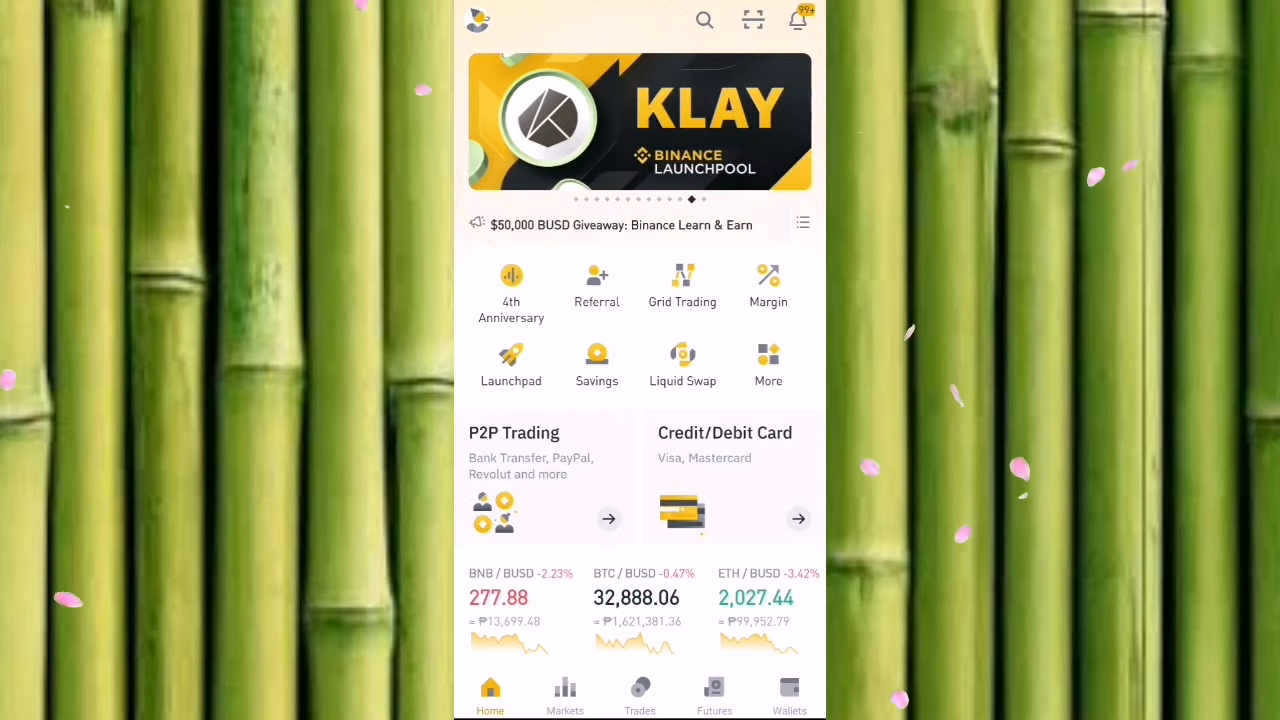 99+
KLAY
BINANCE
LAUNCHPOOL
$50,000 BUSD Giveaway: Binance Learn & Earn
4th
Anniversary
Referral
Grid Trading
Margin
Launchpad
Savings
Liquid Swap
More
P2P Trading
Bank Transfer, PayPal,
Revolut and more
Credit/Debit Card
Visa, Mastercard
BNB / BUSD -2.23%
277.88
≈ ₱13,699.48
BTC / BUSD -0.47%
32,888.06
≈ ₱1,621,381.36
ETH / BUSD -3.42%
2,027.44
≈ ₱99,952.79
Home
Markets
Trades
Futures
Wallets